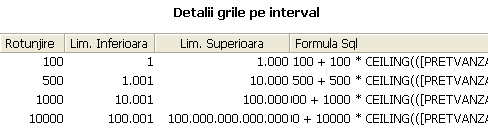 Detalii grile pe interval
Rotunjire Lim. Inferioara Lim. Superioara Formula Sql
100 1 1.000 100 + 100 * CEILING(([PRETVANZA
500 1.001 10.000 500 + 500 * CEILING(([PRETVANZA
1000 10.001 100.000 00 + 1000 * CEILING(([PRETVANZA
10000 100.001 100.000.000.000.000 0 + 10000 * CEILING(([PRETVANZA